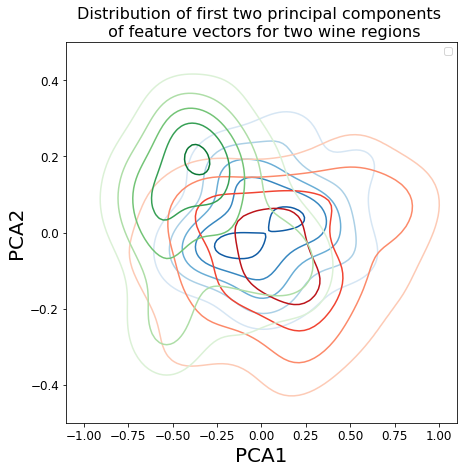 Distribution of first two principal components
of feature vectors for two wine regions
0.4
0.2
0.0
−0.2
−0.4
PCA2
−1.00 −0.75 −0.50 −0.25 0.00 0.25 0.50 0.75 1.00
PCA1